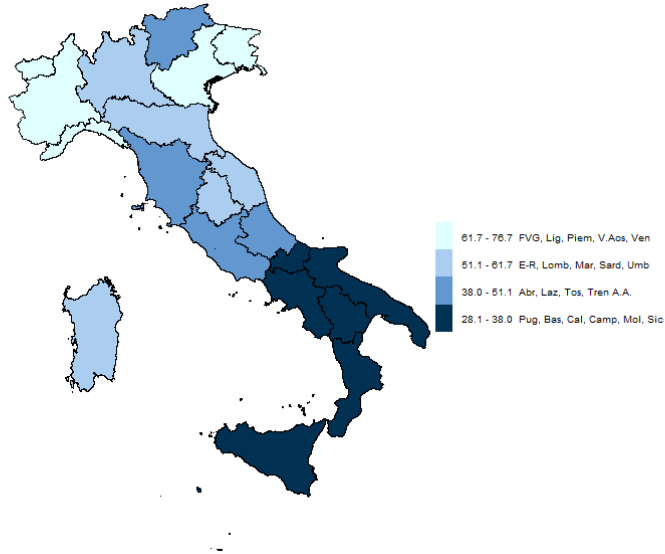 61.7 - 76.7 FVG, Lig, Piem, V.Aos, Ven
51.1 - 61.7 E-R, Lomb, Mar, Sard, Umb
38.0 - 51.1 Abr, Laz, Tos, Tren A.A.
28.1 - 38.0 Pug, Bas, Cal, Camp, Mol, Sic